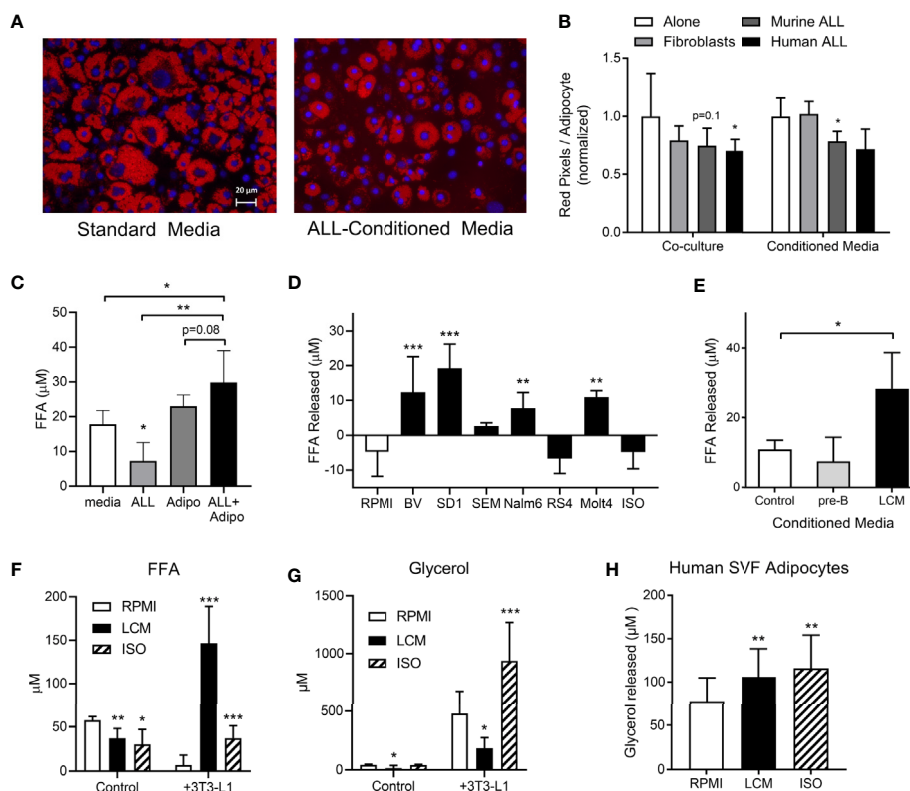 A
20 µm
Standard Media
ALL-Conditioned Media
B
Alone
Murine ALL
Fibroblasts
Human ALL
Red Pixels / Adipocyte
(normalized)
1.5
1.0
0.5
0.0
p=0.1
*
*
Co-culture
Conditioned Media
C
*
**
p=0.08
FFA (µM)
50
40
30
20
10
0
*
media
ALL
Adipo
ALL+
Adipo
D
FFA Released (µM)
30
20
10
0
-10
***
***
**
**
RPMI
BV
SD1
SEM
Nalm6
RS4
Molt4
ISO
E
FFA Released (µM)
40
20
0
*
Control
pre-B
LCM
Conditioned Media
F
FFA
RPMI
LCM
ISO
µM
200
150
100
50
0
**
*
***
***
Control
+3T3-L1
G
Glycerol
RPMI
LCM
ISO
µM
1500
1000
500
0
*
*
***
Control
+3T3-L1
H
Human SVF Adipocytes
Glycerol released (µM )
200
150
100
50
0
**
**
RPMI
LCM
ISO